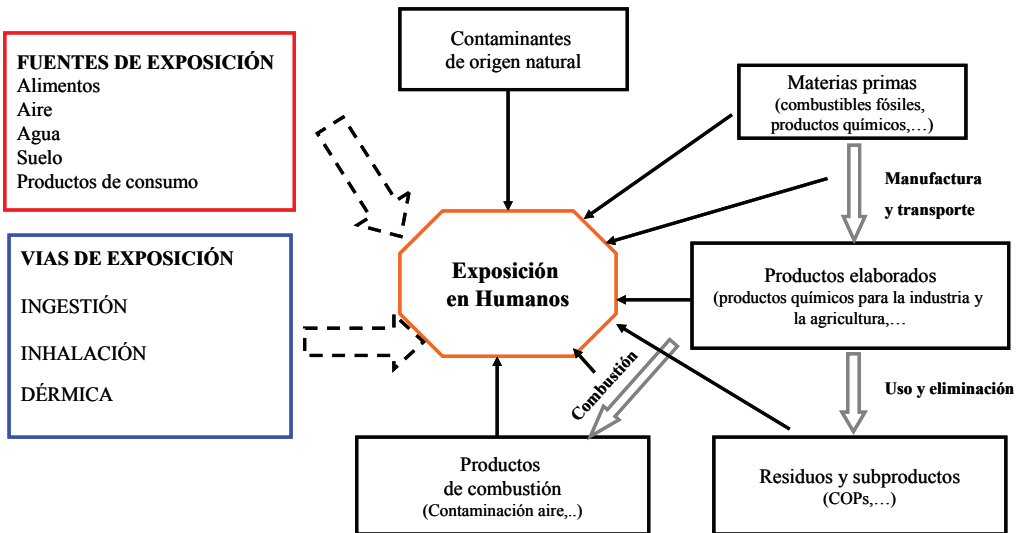 FUENTES DE EXPOSICIÓN
Alimentos
Aire
Agua
Suelo
Productos de consumo
VIAS DE EXPOSICIÓN
INGESTIÓN
INHALACIÓN
DÉRMICA
Contaminantes
de origen natural
Exposición
en Humanos
Materias primas
(combustibles fósiles,
productos químicos,…)
Manufactura
y transporte
Productos elaborados
(productos químicos para la industria y
la agricultura,…
Uso y eliminación
Combustión
Productos
de combustión
(Contaminación aire,..)
Residuos y subproductos
(COPs,…)